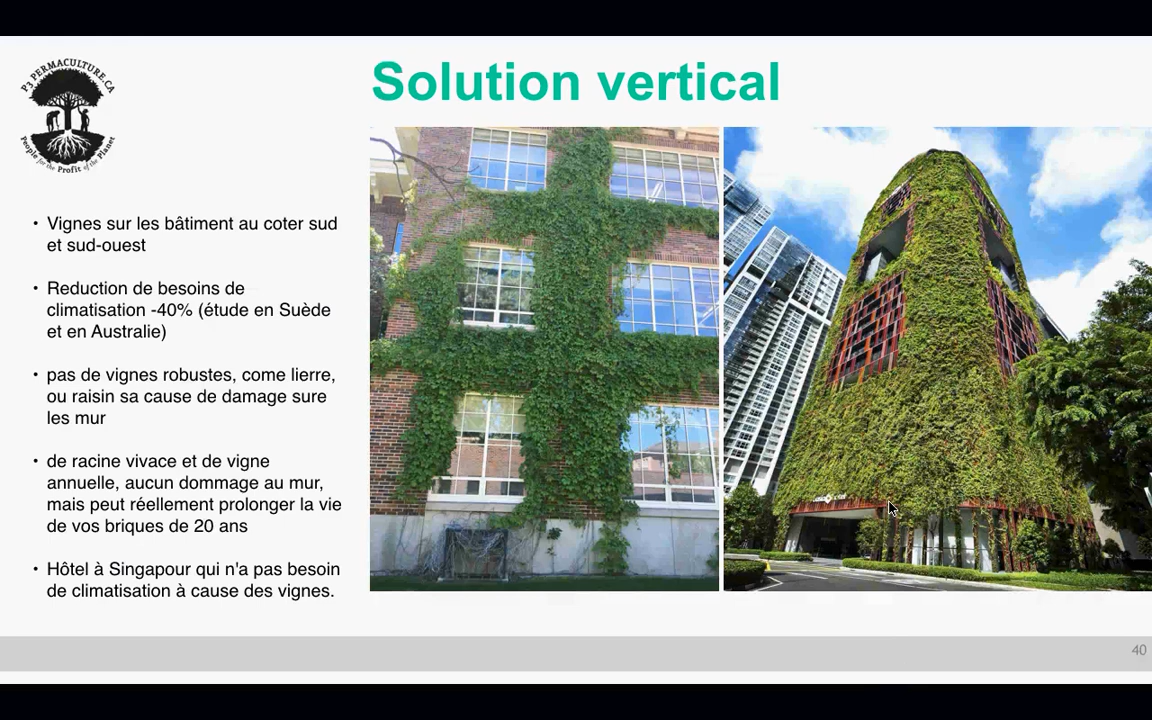 P3 PERMACULTURE.CA
People for the Profit of the Planet
Solution vertical
• Vignes sur les bâtiment au coter sud
et sud-ouest
• Reduction de besoins de
climatisation -40% (étude en Suède
et en Australie)
• pas de vignes robustes, come lierre,
ou raisin sa cause de damage sure
les mur
• de racine vivace et de vigne
annuelle, aucun dommage au mur,
mais peut réellement prolonger la vie
de vos briques de 20 ans
• Hôtel à Singapour qui n'a pas besoin
de climatisation à cause des vignes.
40